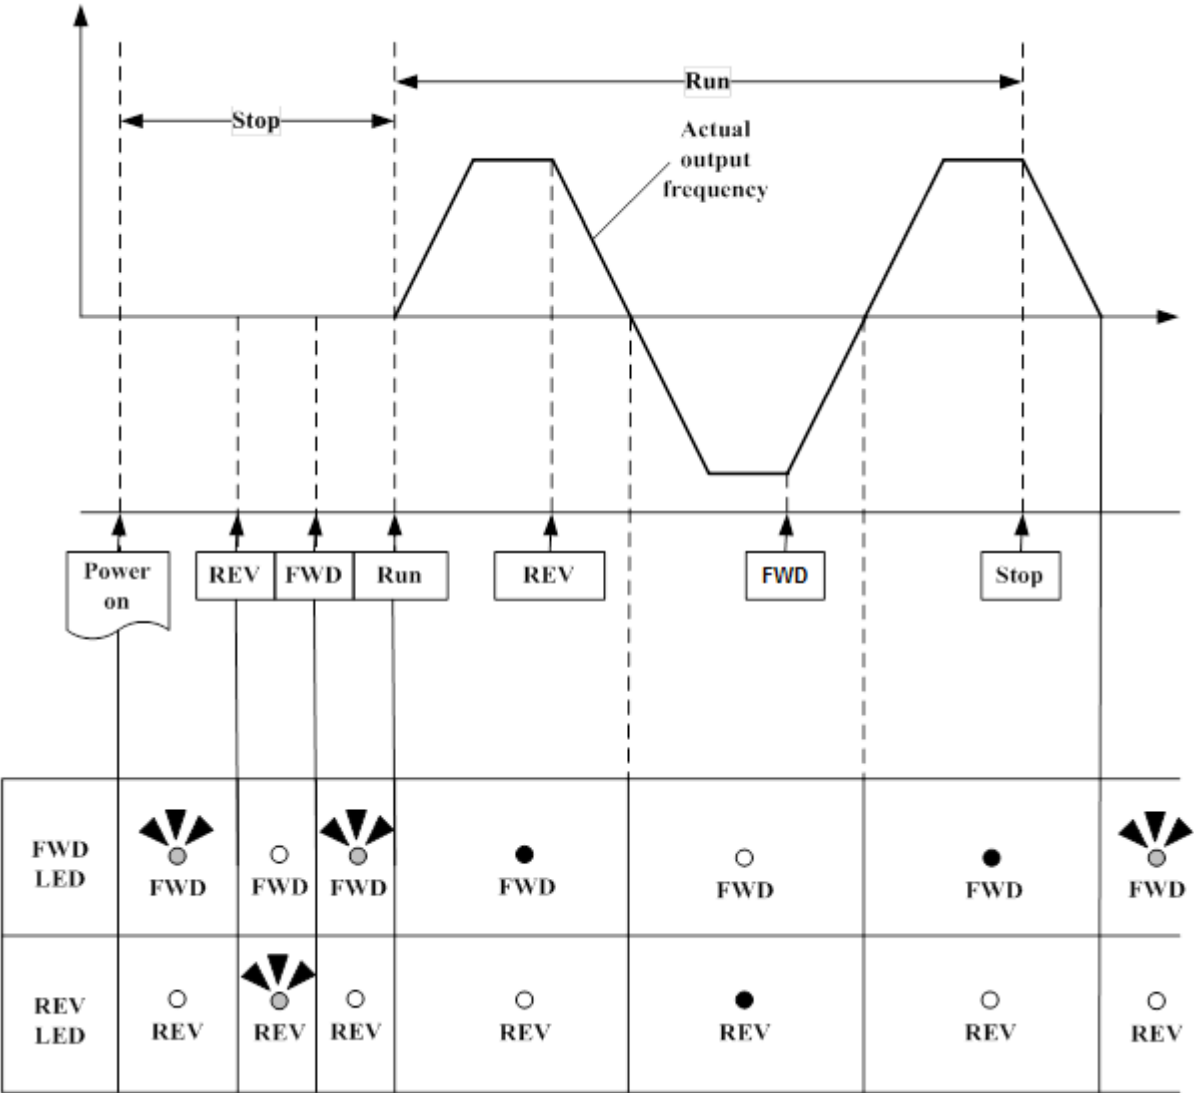 Run
Stop
Actual
output
frequency
Power
on
REV
FWD
Run
REV
FWD
Stop
FWD
LED
FWD
FWD
FWD
FWD
FWD
FWD
FWD
REV
LED
REV
REV
REV
REV
REV
REV
REV